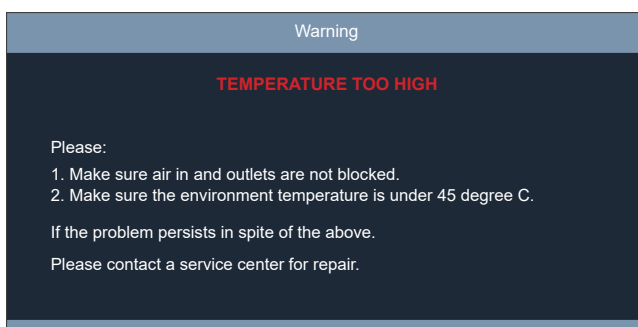 Warning
TEMPERATURE TOO HIGH
Please:
1. Make sure air in and outlets are not blocked.
2. Make sure the environment temperature is under 45 degree C.
If the problem persists in spite of the above.
Please contact a service center for repair.